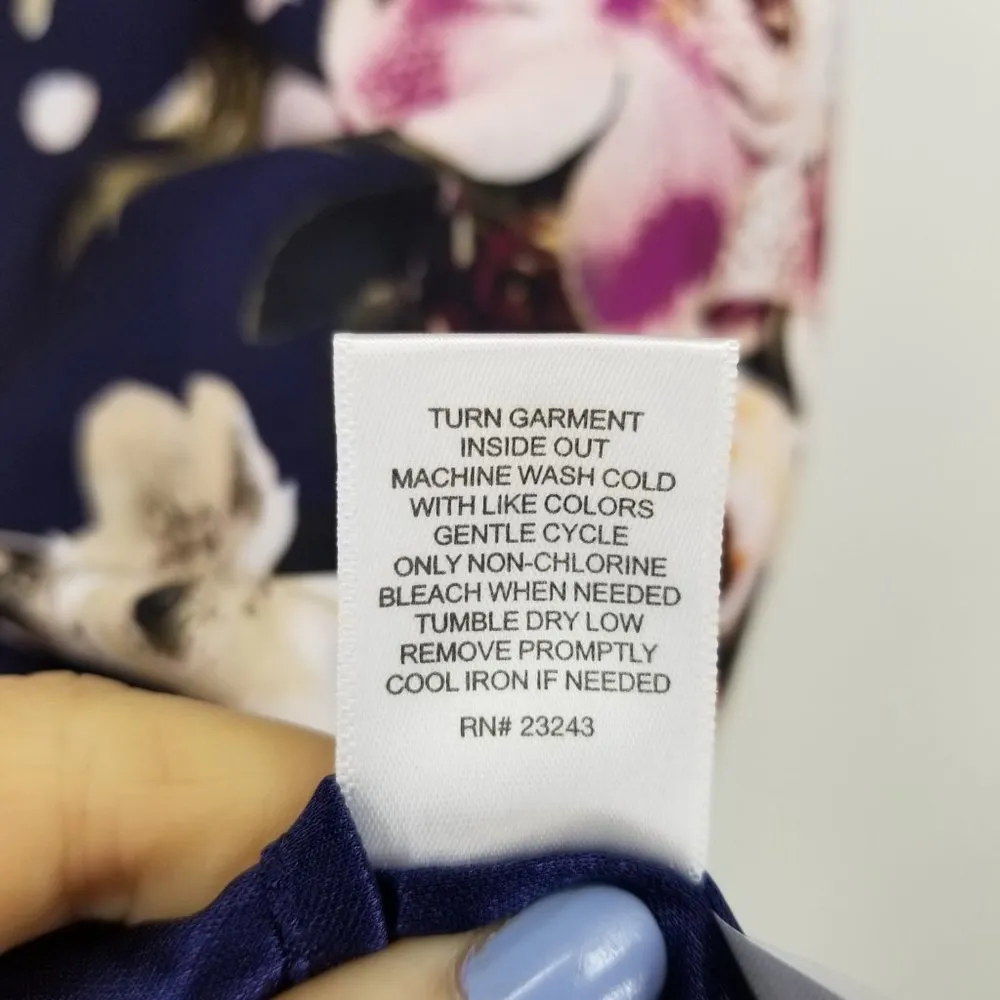 TURN GARMENT
INSIDE OUT
MACHINE WASH COLD
WITH LIKE COLORS
GENTLE CYCLE
ONLY NON-CHLORINE
BLEACH WHEN NEEDED
TUMBLE DRY LOW
REMOVE PROMPTLY
COOL IRON IF NEEDED
RN# 23243